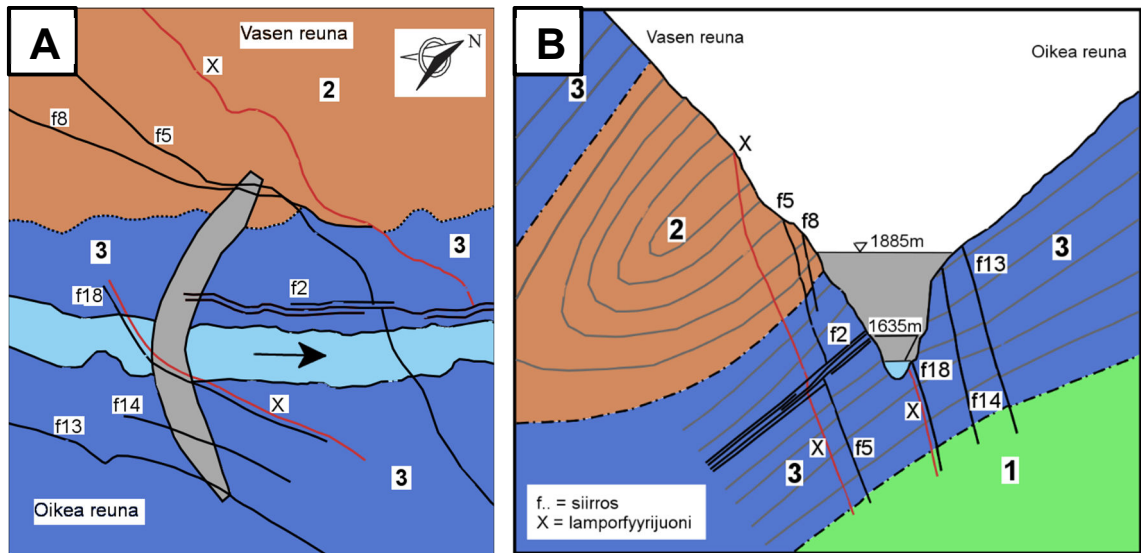 A
Vasen reuna
N
X
2
f8
f5
3
3
f18
f2
f14
X
f13
3
Oikea reuna
B
Vasen reuna
Oikea reuna
3
X
f5
f8
1885m
3
2
f13
1635m
f2
f18
X
f14
X
f5
3
1
f.. = siirros
X = lamporfyyrijuoni